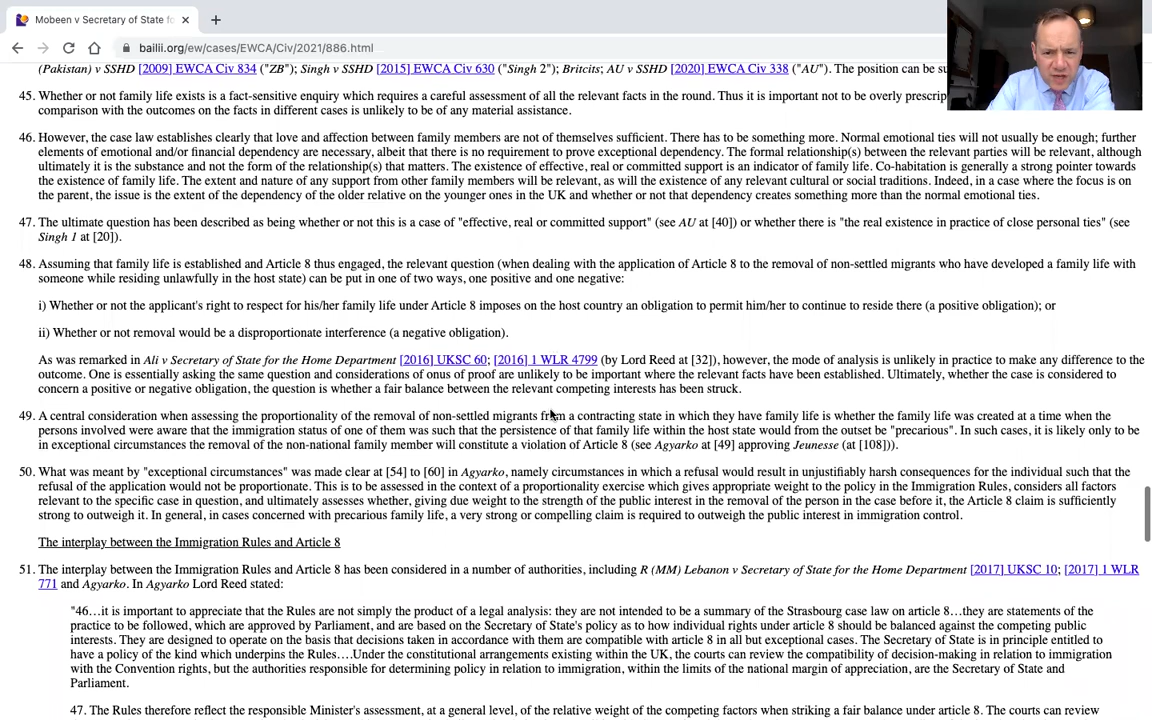 Mobeen v Secretary of State fo
bailii.org/ew/cases/EWCA/Civ/2021/886.html
(Pakistan) v SSHD [2009] EWCA Civ 834 ("ZB"); Singh v SSHD [2015] EWCA Civ 630 ("Singh 2"); Britcits; AU v SSHD [2020] EWCA Civ 338 ("AU"). The position can be su
45. Whether or not family life exists is a fact-sensitive enquiry which requires a careful assessment of all the relevant facts in the round. Thus it is important not to be overly prescrip
comparison with the outcomes on the facts in different cases is unlikely to be of any material assistance.
46. However, the case law establishes clearly that love and affection between family members are not of themselves sufficient. There has to be something more. Normal emotional ties will not usually be enough; further
elements of emotional and/or financial dependency are necessary, albeit that there is no requirement to prove exceptional dependency. The formal relationship(s) between the relevant parties will be relevant, although
ultimately it is the substance and not the form of the relationship(s) that matters. The existence of effective, real or committed support is an indicator of family life. Co-habitation is generally a strong pointer towards
the existence of family life. The extent and nature of any support from other family members will be relevant, as will the existence of any relevant cultural or social traditions. Indeed, in a case where the focus is on
the parent, the issue is the extent of the dependency of the older relative on the younger ones in the UK and whether or not that dependency creates something more than the normal emotional ties.
47. The ultimate question has been described as being whether or not this is a case of "effective, real or committed support" (see AU at [40]) or whether there is "the real existence in practice of close personal ties" (see
Singh 1 at [20]).
48. Assuming that family life is established and Article 8 thus engaged, the relevant question (when dealing with the application of Article 8 to the removal of non-settled migrants who have developed a family life with
someone while residing unlawfully in the host state) can be put in one of two ways, one positive and one negative:
i) Whether or not the applicant's right to respect for his/her family life under Article 8 imposes on the host country an obligation to permit him/her to continue to reside there (a positive obligation); or
ii) Whether or not removal would be a disproportionate interference (a negative obligation).
As was remarked in Ali v Secretary of State for the Home Department [2016] UKSC 60; [2016] 1 WLR 4799 (by Lord Reed at [32]), however, the mode of analysis is unlikely in practice to make any difference to the
outcome. One is essentially asking the same question and considerations of onus of proof are unlikely to be important where the relevant facts have been established. Ultimately, whether the case is considered to
concern a positive or negative obligation, the question is whether a fair balance between the relevant competing interests has been struck.
49. A central consideration when assessing the proportionality of the removal of non-settled migrants from a contracting state in which they have family life is whether the family life was created at a time when the
persons involved were aware that the immigration status of one of them was such that the persistence of that family life within the host state would from the outset be "precarious". In such cases, it is likely only to be
in exceptional circumstances the removal of the non-national family member will constitute a violation of Article 8 (see Agyarko at [49] approving Jeunesse (at [108])).
50. What was meant by "exceptional circumstances" was made clear at [54] to [60] in Agyarko, namely circumstances in which a refusal would result in unjustifiably harsh consequences for the individual such that the
refusal of the application would not be proportionate. This is to be assessed in the context of a proportionality exercise which gives appropriate weight to the policy in the Immigration Rules, considers all factors
relevant to the specific case in question, and ultimately assesses whether, giving due weight to the strength of the public interest in the removal of the person in the case before it, the Article 8 claim is sufficiently
strong to outweigh it. In general, in cases concerned with precarious family life, a very strong or compelling claim is required to outweigh the public interest in immigration control.
The interplay between the Immigration Rules and Article 8
51. The interplay between the Immigration Rules and Article 8 has been considered in a number of authorities, including R (MM) Lebanon v Secretary of State for the Home Department [2017] UKSC 10; [2017] 1 WLR
771 and Agyarko. In Agyarko Lord Reed stated:
"46…it is important to appreciate that the Rules are not simply the product of a legal analysis: they are not intended to be a summary of the Strasbourg case law on article 8…they are statements of the
practice to be followed, which are approved by Parliament, and are based on the Secretary of State's policy as to how individual rights under article 8 should be balanced against the competing public
interests. They are designed to operate on the basis that decisions taken in accordance with them are compatible with article 8 in all but exceptional cases. The Secretary of State is in principle entitled to
have a policy of the kind which underpins the Rules….Under the constitutional arrangements existing within the UK, the courts can review the compatibility of decision-making in relation to immigration
with the Convention rights, but the authorities responsible for determining policy in relation to immigration, within the limits of the national margin of appreciation, are the Secretary of State and
Parliament.
47. The Rules therefore reflect the responsible Minister's assessment, at a general level, of the relative weight of the competing factors when striking a fair balance under article 8. The courts can review